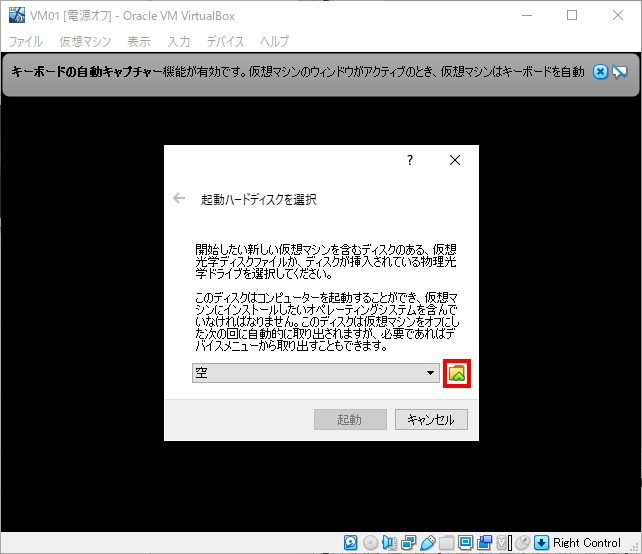 VM01 [電源オフ] - Oracle VM VirtualBox
ファイル 仮想マシン 表示 入力 デバイス ヘルプ
キーボードの自動キャプチャー機能が有効です。仮想マシンのウィンドウがアクティブのとき、仮想マシンはキーボードを自動
?
起動ハードディスクを選択
開始したい新しい仮想マシンを含むディスクのある、仮想
光学ディスクファイルか、ディスクが挿入されている物理光
学ドライブを選択してください。
このディスクはコンピューターを起動することができ、仮想マ
シンにインストールしたいオペレーティングシステムを含んで
いなければなりません。このディスクは仮想マシンをオフにし
た次の回に自動的に取り出されますが、必要であればデ
バイスメニューから取り出すこともできます。
空
起動 キャンセル
Right Control